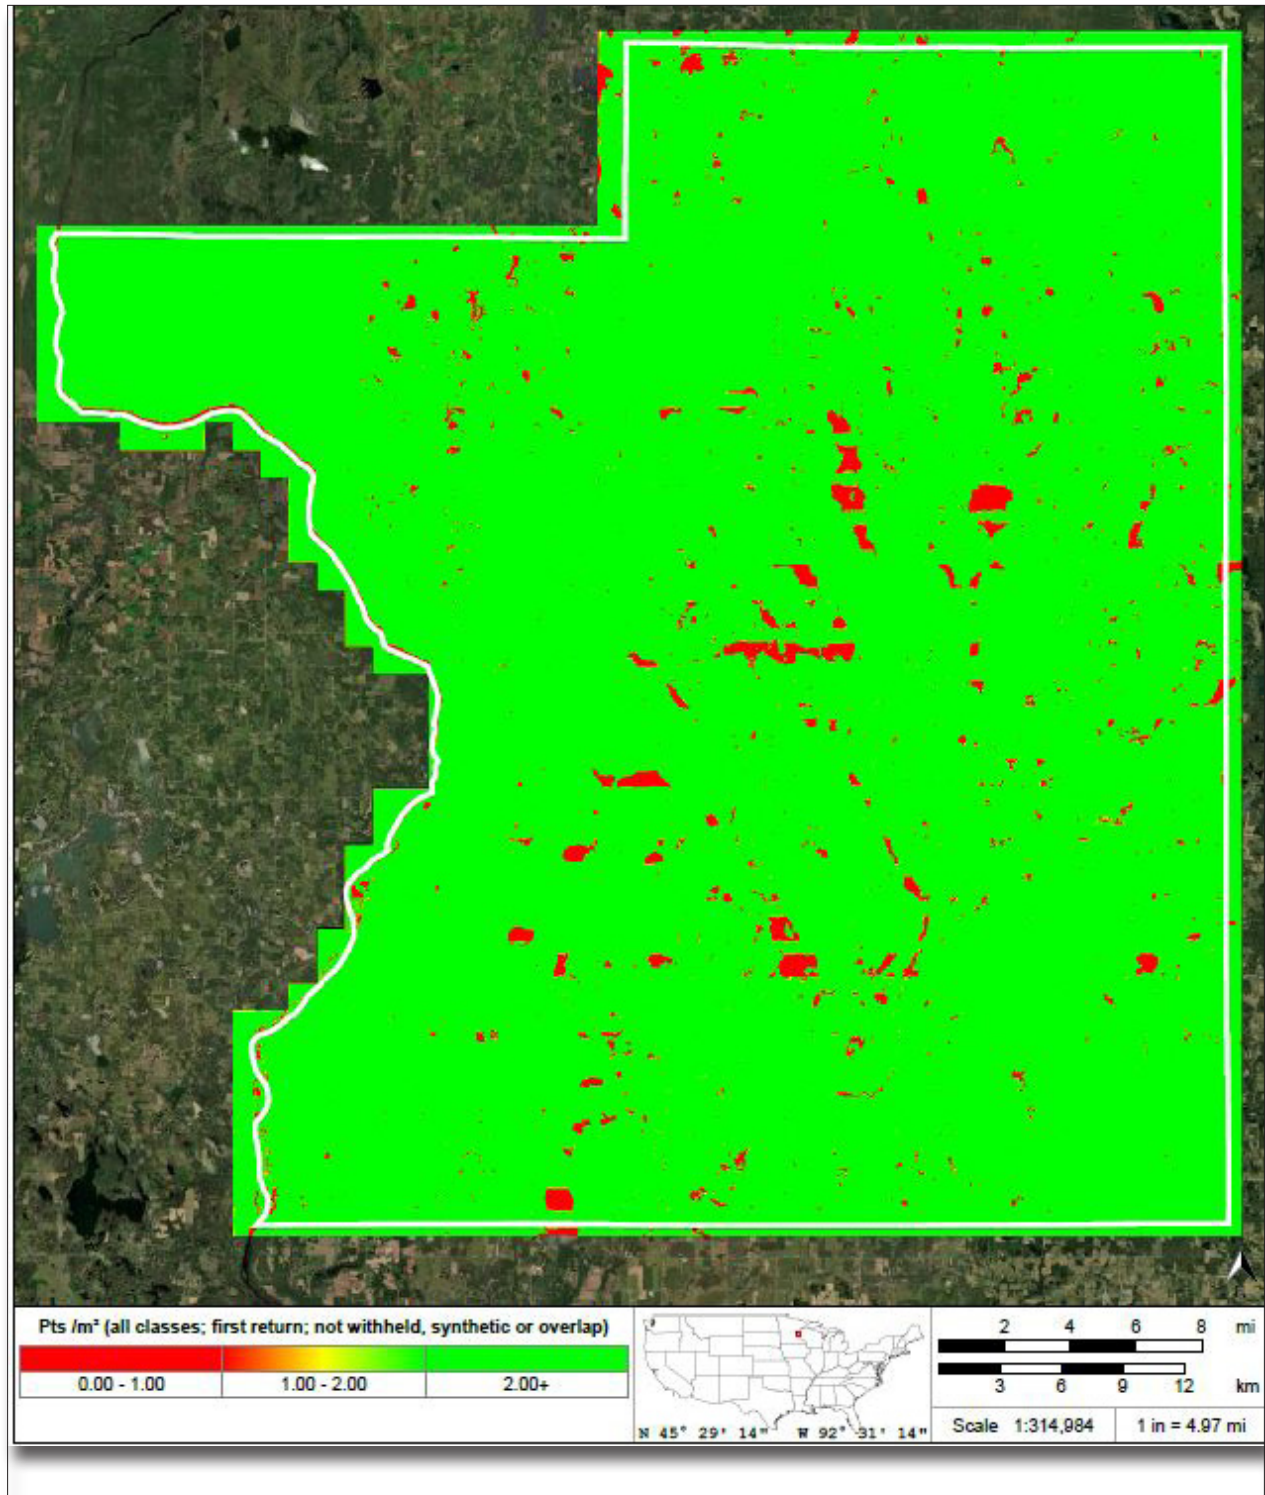 Pts /m² (all classes; first return; not withheld, synthetic or overlap)
0.00 - 1.00 1.00 - 2.00 2.00+
N 45° 29' 14" W 92° 31' 14"
2 4 6 8 mi
3 6 9 12 km
Scale 1:314,984 1 in = 4.97 mi